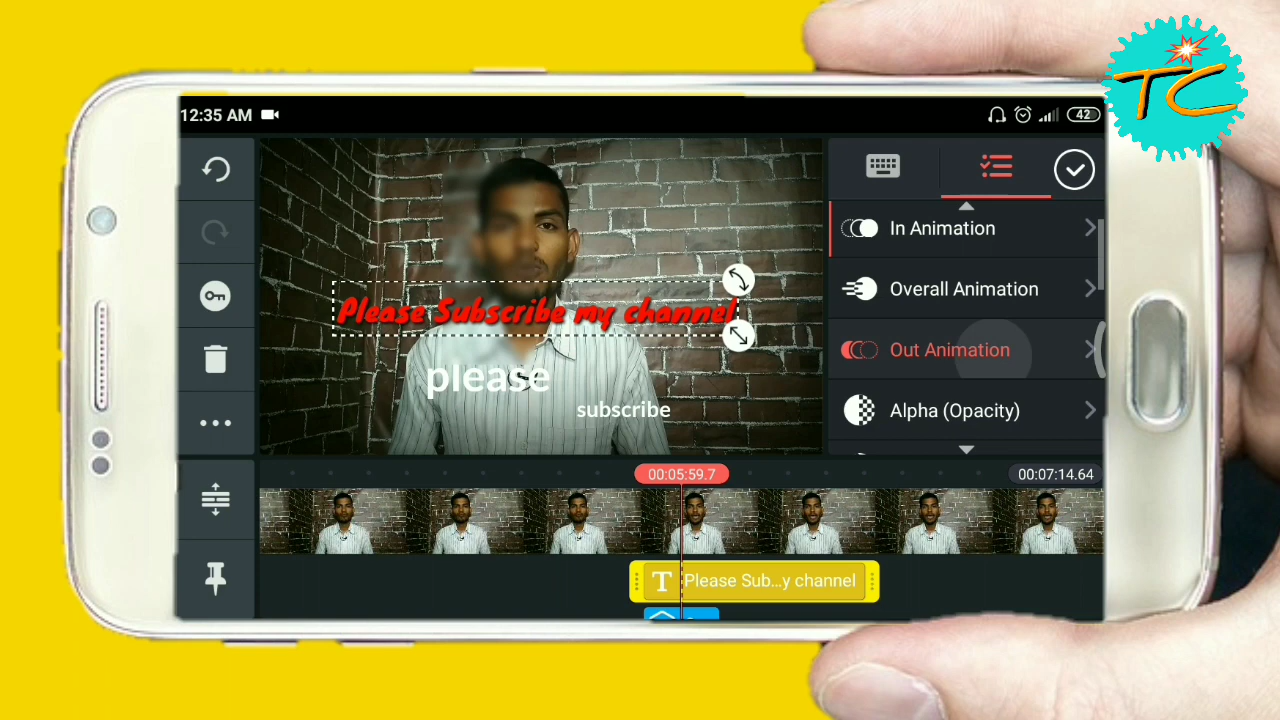 TC
12:35 AM
42
In Animation
Overall Animation
Out Animation
Alpha (Opacity)
Please Subscribe my channel
please
subscribe
00:05:59.7
00:07:14.64
T Please Sub...y channel